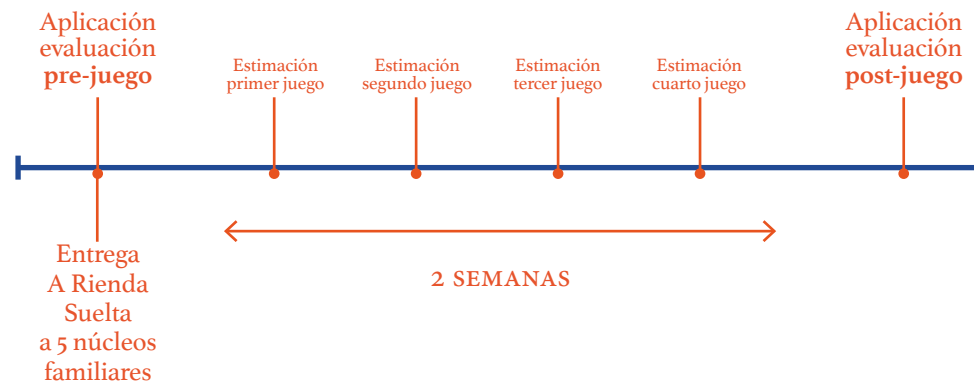 Aplicación
evaluación
pre-juego
Estimación
primer juego
Estimación
segundo juego
Estimación
tercer juego
Estimación
cuarto juego
Aplicación
evaluación
post-juego
Entrega
A Rienda
Suelta
a 5 núcleos
familiares
2 SEMANAS